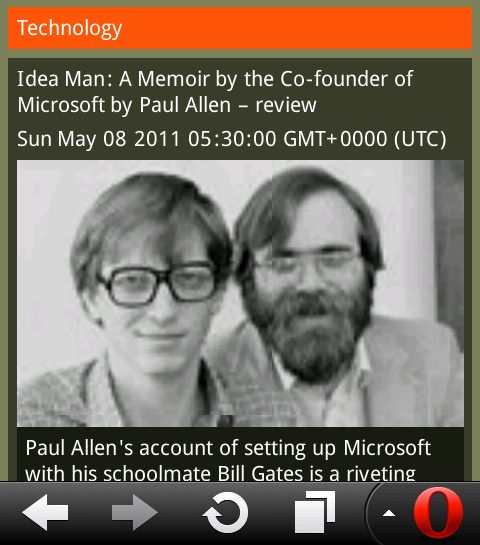 Technology
Idea Man: A Memoir by the Co-founder of
Microsoft by Paul Allen – review
Sun May 08 2011 05:30:00 GMT+0000 (UTC)
Paul Allen's account of setting up Microsoft
with his schoolmate Bill Gates is a riveting